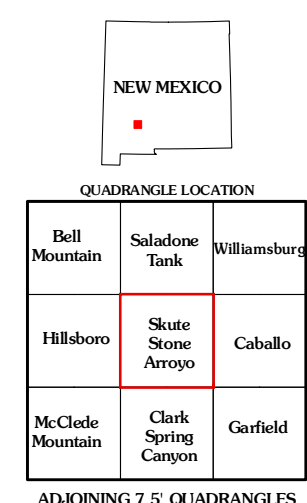 NEW MEXICO
QUADRANGLE LOCATION
Bell
Mountain
Saladone
Tank
Williamsburg
Hillsboro
Skute
Stone
Arroyo
Caballo
McClede
Mountain
Clark
Spring
Canyon
Garfield
ADJOINING 7.5' QUADRANGLES